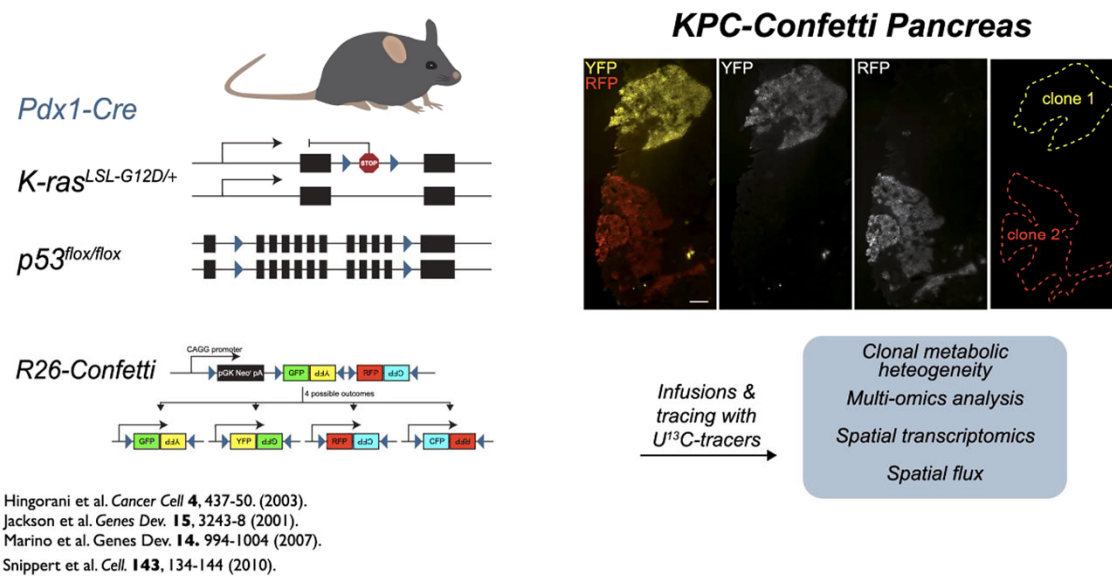 KPC-Confetti Pancreas
Pdx1-Cre
K-ras^LSL-G12D/+
STOP
p53^flox/flox
R26-Confetti
CAGG promoter
pGK Neo^r pA
GFP YFP RFP CFP
4 possible outcomes
GFP YFP YFP GFP RFP CFP CFP RFP
YFP
RFP
YFP
RFP
clone 1
clone 2
Infusions &
tracing with
U^13C-tracers
Clonal metabolic
heteogeneity
Multi-omics analysis
Spatial transcriptomics
Spatial flux
Hingorani et al. Cancer Cell 4, 437-50. (2003).
Jackson et al. Genes Dev. 15, 3243-8 (2001).
Marino et al. Genes Dev. 14. 994-1004 (2007).
Snippert et al. Cell. 143, 134-144 (2010).